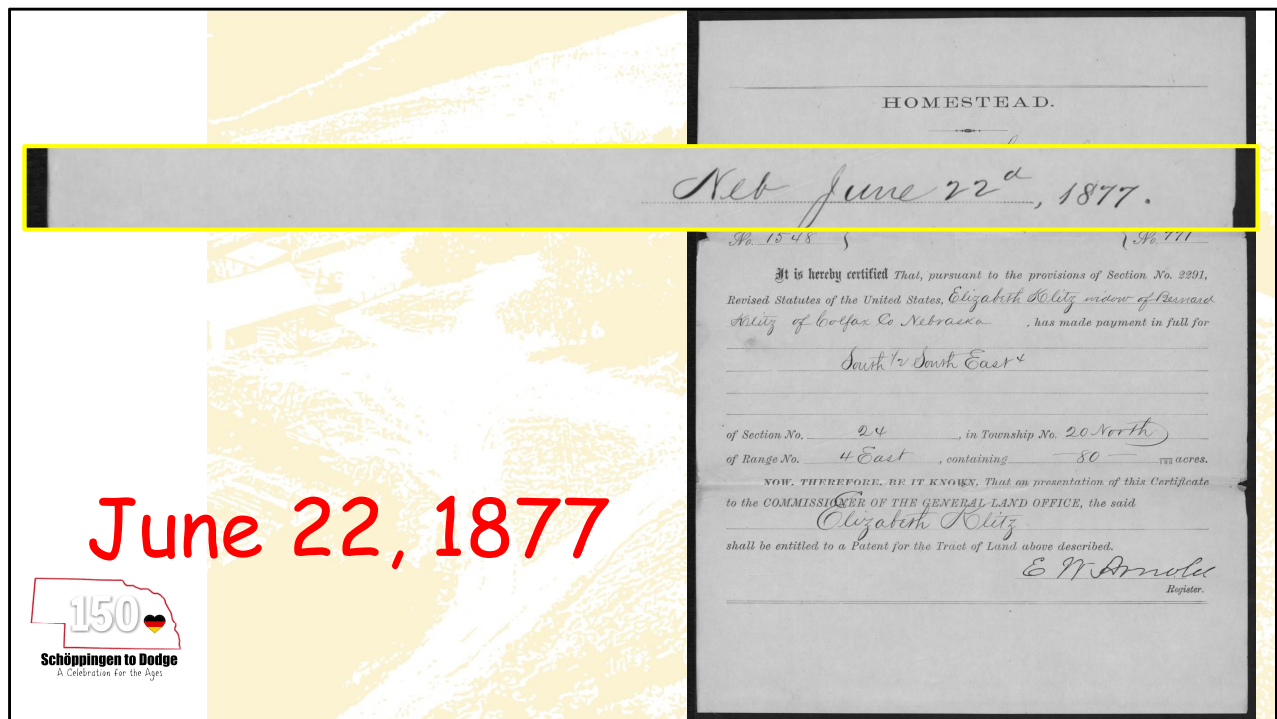 HOMESTEAD.
Neb June 22d, 1877.
No. 1548 } { No. 771
It is hereby certified That, pursuant to the provisions of Section No. 2291,
Revised Statutes of the United States, Elizabeth Klitz widow of Bernard
Klitz of Colfax Co Nebraska , has made payment in full for
South 1/2 South East 4
of Section No. 24 , in Township No. 20 North
of Range No. 4 East , containing 80 — 100 acres.
NOW, THEREFORE, BE IT KNOWN, That on presentation of this Certificate
to the COMMISSIONER OF THE GENERAL LAND OFFICE, the said
Elizabeth Klitz
shall be entitled to a Patent for the Tract of Land above described.
E W Arnold
Register.
June 22, 1877
150
Schöppingen to Dodge
A Celebration for the Ages